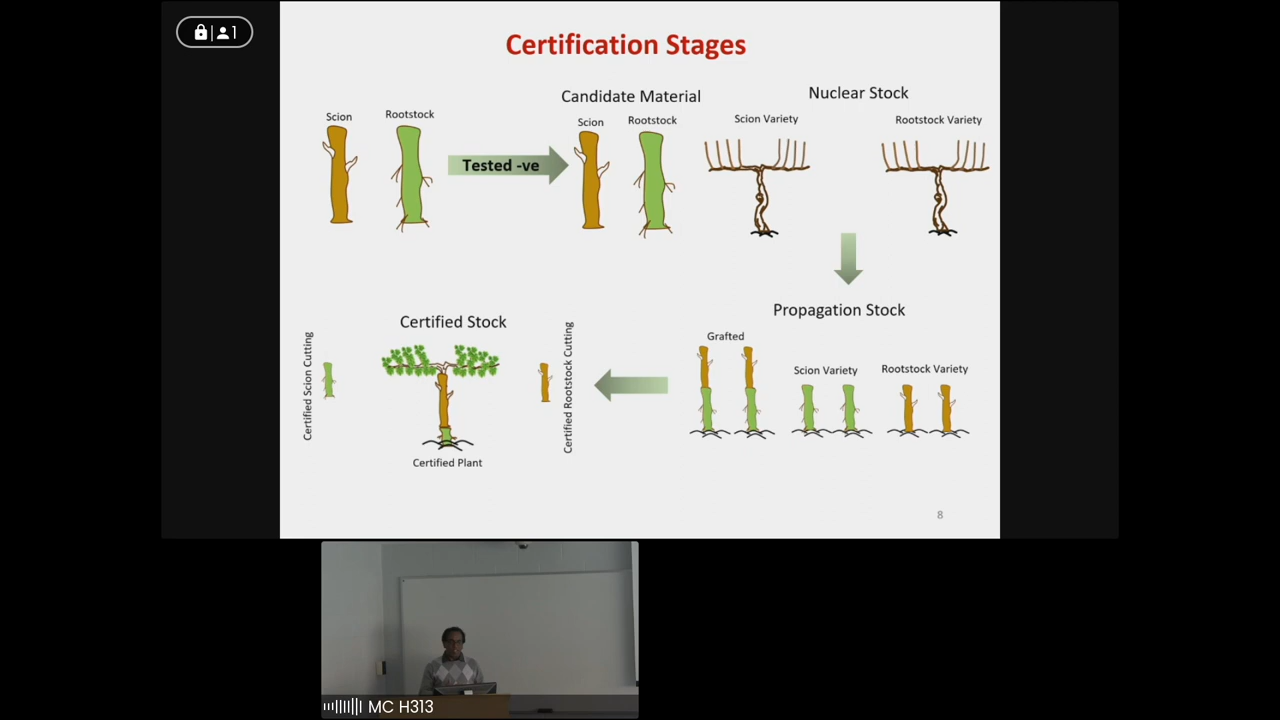 1
Certification Stages
Candidate Material
Nuclear Stock
Scion
Rootstock
Scion
Rootstock
Scion Variety
Rootstock Variety
Tested -ve
Propagation Stock
Certified Stock
Grafted
Scion Variety
Rootstock Variety
Certified Scion Cutting
Certified Rootstock Cutting
Certified Plant
8
MC H313